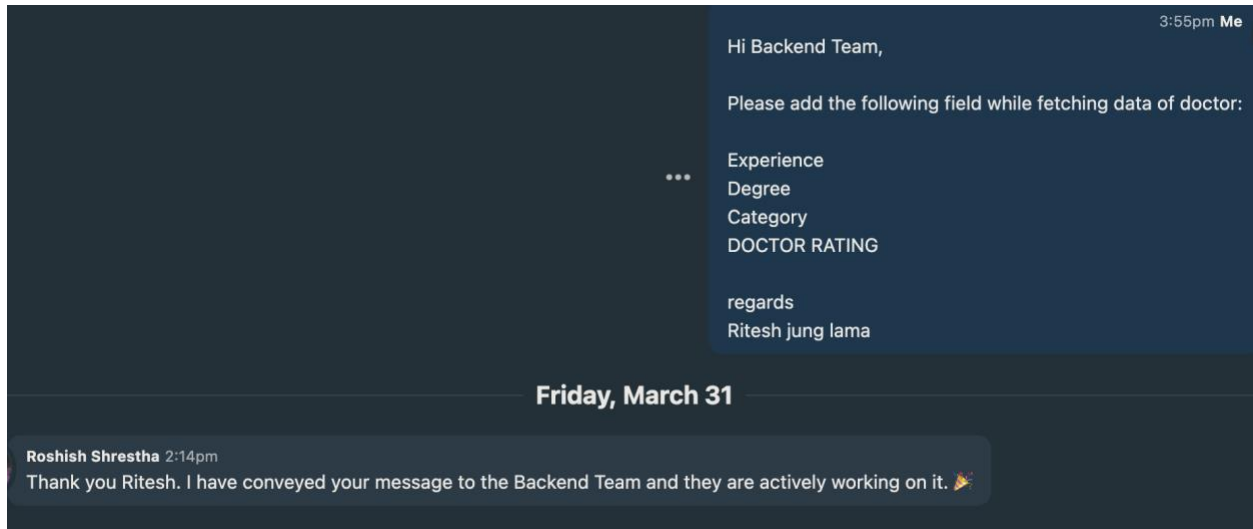 3:55pm Me
Hi Backend Team,
Please add the following field while fetching data of doctor:
Experience
Degree
Category
DOCTOR RATING
regards
Ritesh jung lama
Friday, March 31
Roshish Shrestha 2:14pm
Thank you Ritesh. I have conveyed your message to the Backend Team and they are actively working on it. 🎉